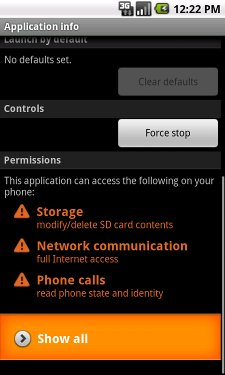 3G
12:22 PM
Application info
Launch by default
No defaults set.
Clear defaults
Controls
Force stop
Permissions
This application can access the following on your
phone:
Storage
modify/delete SD card contents
Network communication
full Internet access
Phone calls
read phone state and identity
Show all